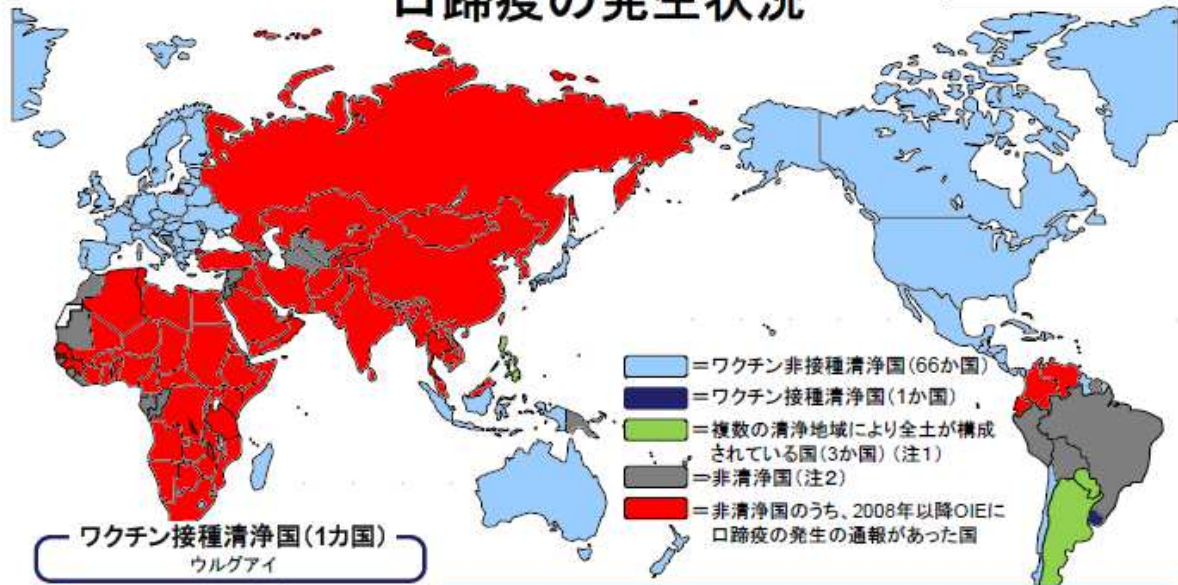 口蹄疫の発生状況
=ワクチン非接種清浄国(66か国)
=ワクチン接種清浄国(1か国)
=複数の清浄地域により全土が構成
されている国(3か国)(注1)
=非清浄国(注2)
=非清浄国のうち、2008年以降OIEに
口蹄疫の発生の通報があった国
ワクチン接種清浄国(1カ国)
ウルグアイ